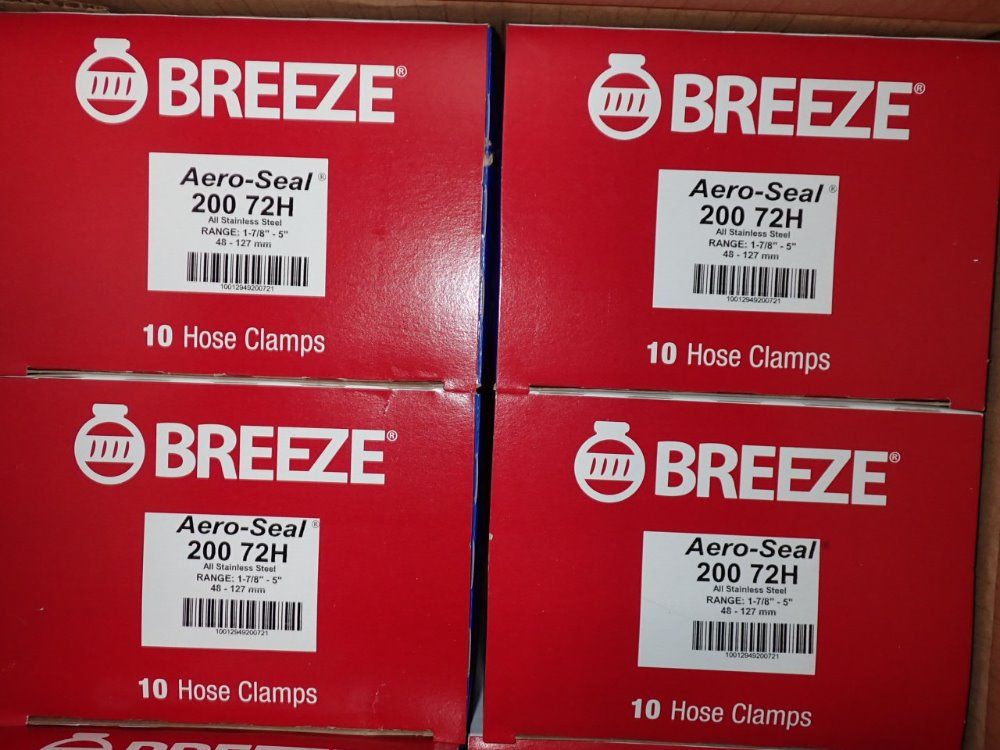 BREEZE®
Aero-Seal®
200 72H
All Stainless Steel
RANGE: 1-7/8" - 5"
48 - 127 mm
10012949200721
10 Hose Clamps
BREEZE®
Aero-Seal®
200 72H
All Stainless Steel
RANGE: 1-7/8" - 5"
48 - 127 mm
10012949200721
10 Hose Clamps
BREEZE®
Aero-Seal®
200 72H
All Stainless Steel
RANGE: 1-7/8" - 5"
48 - 127 mm
10012949200721
10 Hose Clamps
BREEZE®
Aero-Seal®
200 72H
All Stainless Steel
RANGE: 1-7/8" - 5"
48 - 127 mm
10012949200721
10 Hose Clamps
BREEZE®